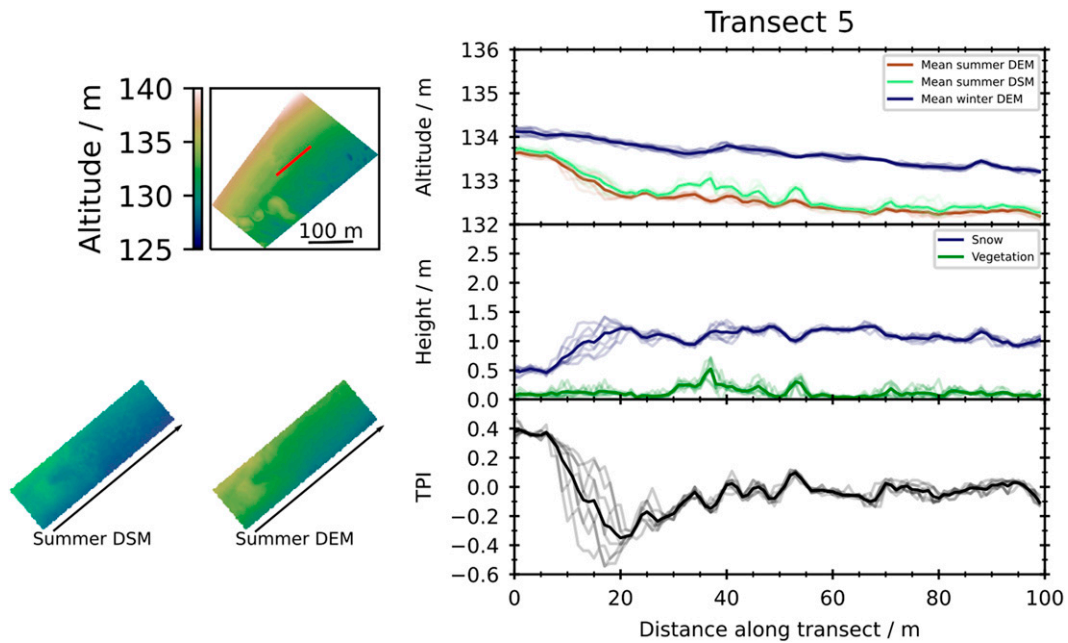 Transect 5
Altitude / m
140
135
130
125
100 m
Summer DSM
Summer DEM
Altitude / m
136
135
134
133
132
Mean summer DEM
Mean summer DSM
Mean winter DEM
Height / m
2.5
2.0
1.5
1.0
0.5
0.0
Snow
Vegetation
TPI
0.4
0.2
0.0
−0.2
−0.4
−0.6
0 20 40 60 80 100
Distance along transect / m